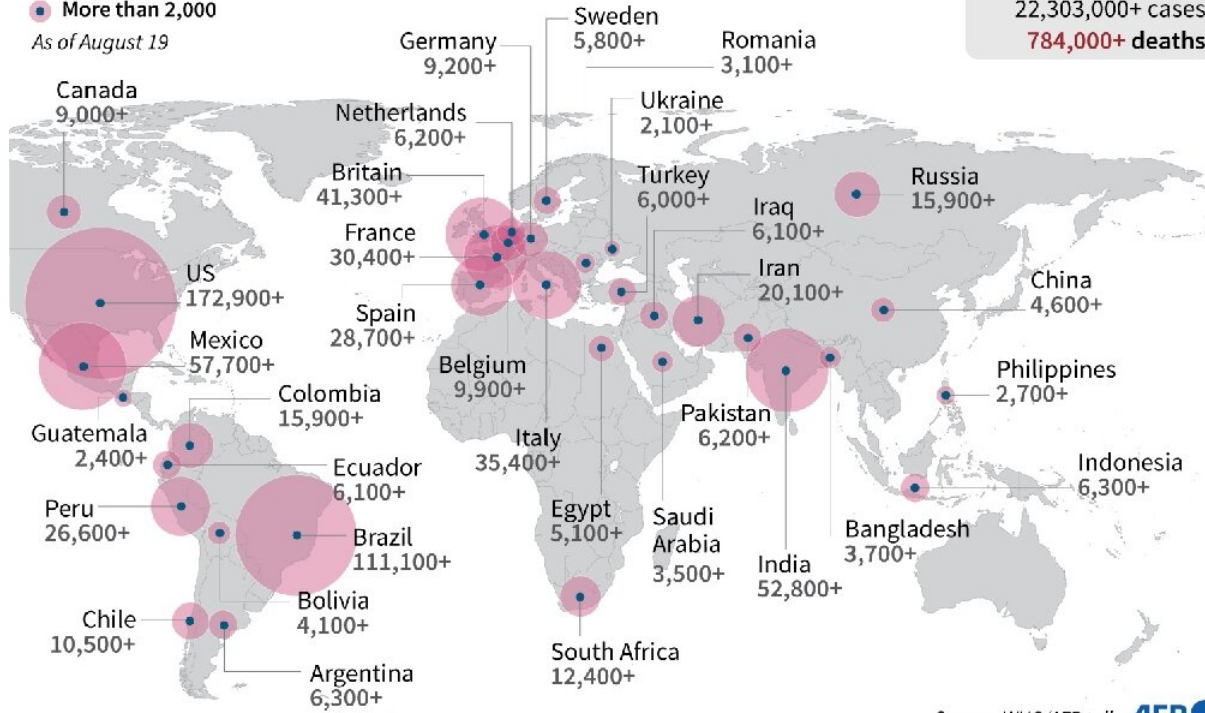 More than 2,000
As of August 19
22,303,000+ cases
784,000+ deaths
Sweden
5,800+
Germany
9,200+
Romania
3,100+
Canada
9,000+
Ukraine
2,100+
Netherlands
6,200+
Britain
41,300+
Turkey
6,000+
Russia
15,900+
Iraq
6,100+
France
30,400+
US
172,900+
Iran
20,100+
China
4,600+
Spain
28,700+
Mexico
57,700+
Belgium
9,900+
Philippines
2,700+
Colombia
15,900+
Pakistan
6,200+
Guatemala
2,400+
Italy
35,400+
Ecuador
6,100+
Indonesia
6,300+
Peru
26,600+
Egypt
5,100+
Saudi
Arabia
3,500+
Bangladesh
3,700+
Brazil
111,100+
India
52,800+
Bolivia
4,100+
Chile
10,500+
South Africa
12,400+
Argentina
6,300+
AFP